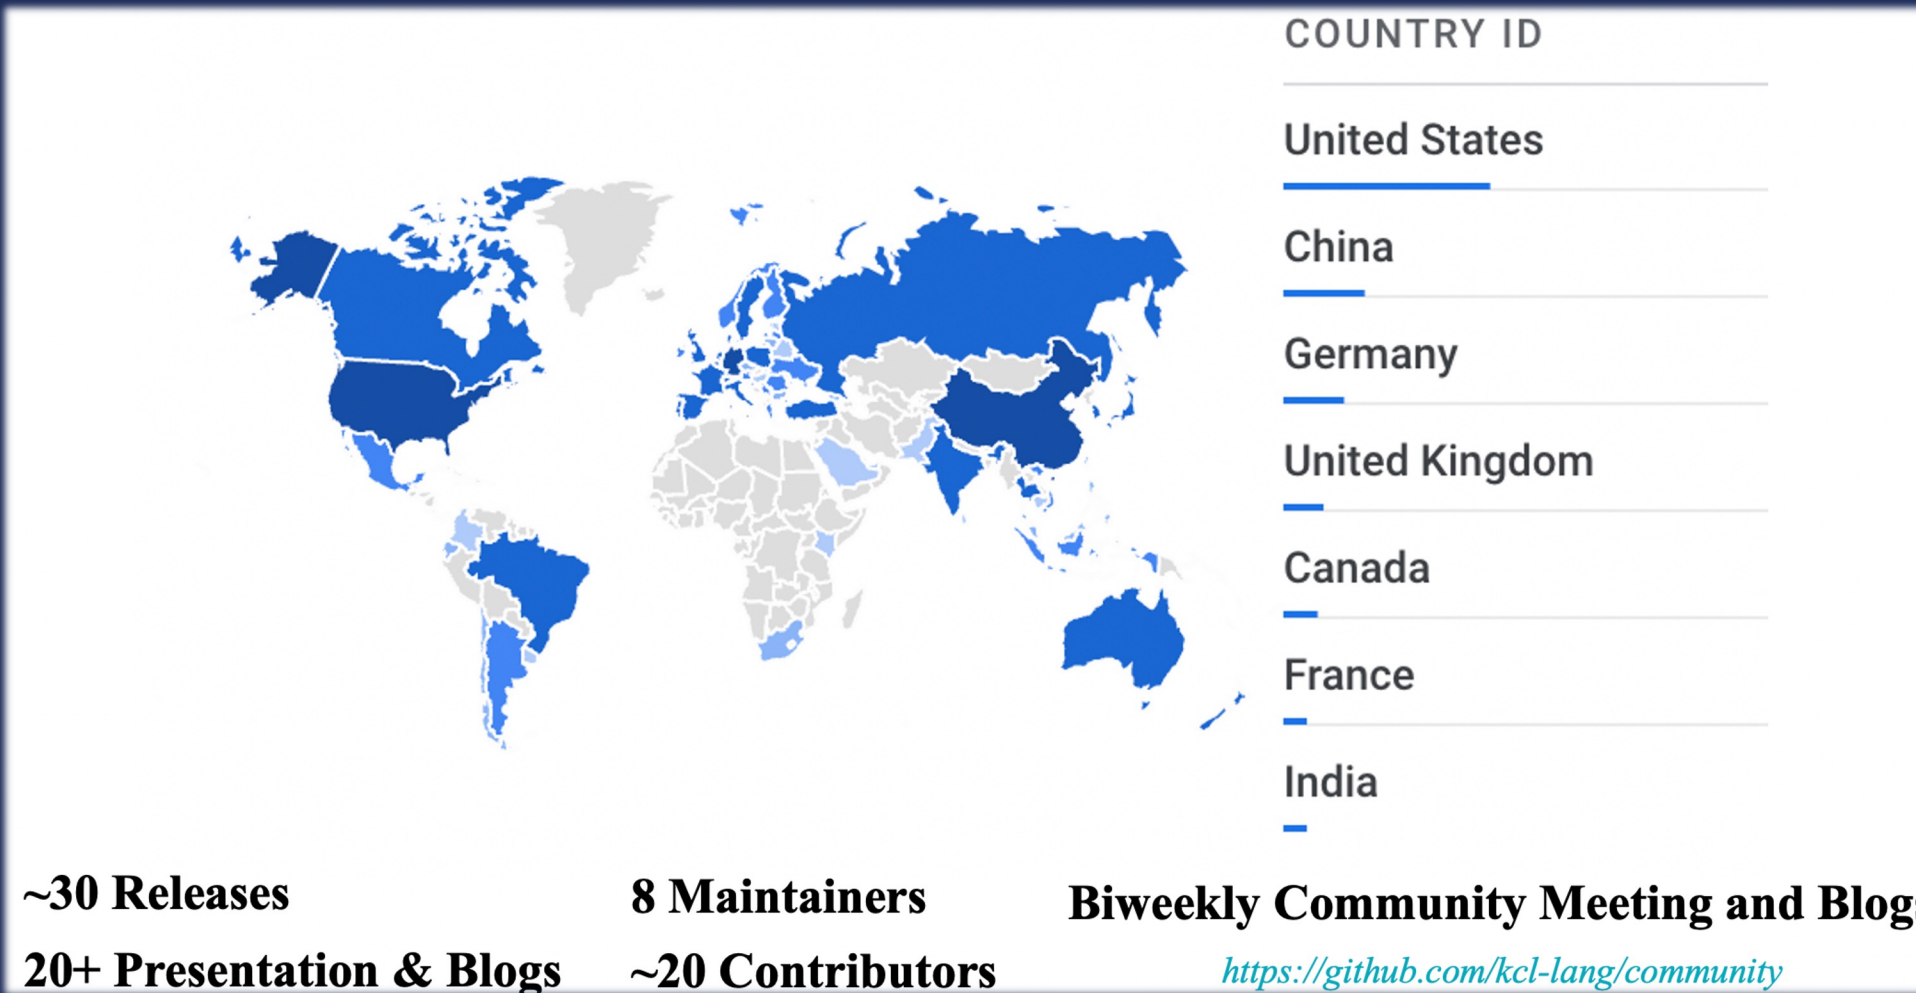 COUNTRY ID
United States
China
Germany
United Kingdom
Canada
France
India
~30 Releases
8 Maintainers
Biweekly Community Meeting and Blogs
20+ Presentation & Blogs
~20 Contributors
https://github.com/kcl-lang/community